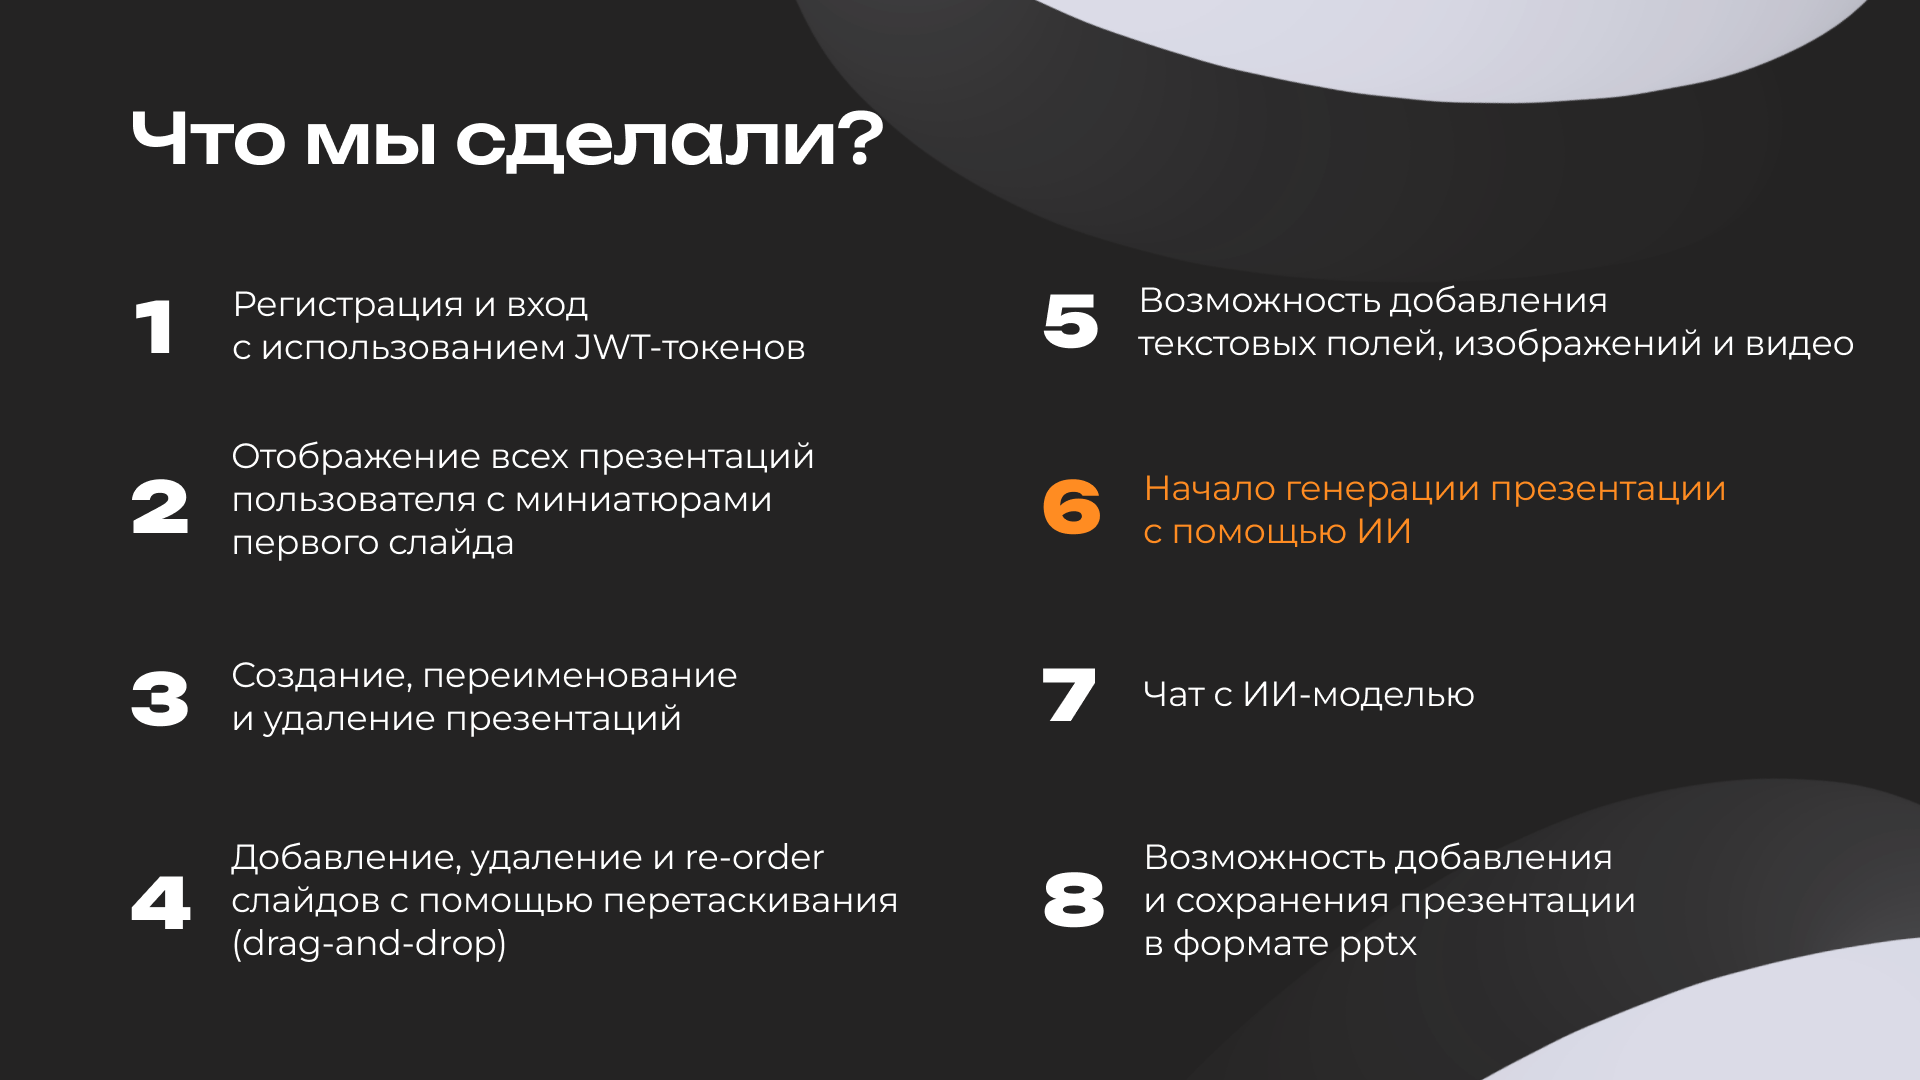 Что мы сделали?
1
Регистрация и вход
с использованием JWT-токенов
2
Отображение всех презентаций
пользователя с миниатюрами
первого слайда
3
Создание, переименование
и удаление презентаций
4
Добавление, удаление и re-order
слайдов с помощью перетаскивания
(drag-and-drop)
5
Возможность добавления
текстовых полей, изображений и видео
6
Начало генерации презентации
с помощью ИИ
7
Чат с ИИ-моделью
8
Возможность добавления
и сохранения презентации
в формате pptx